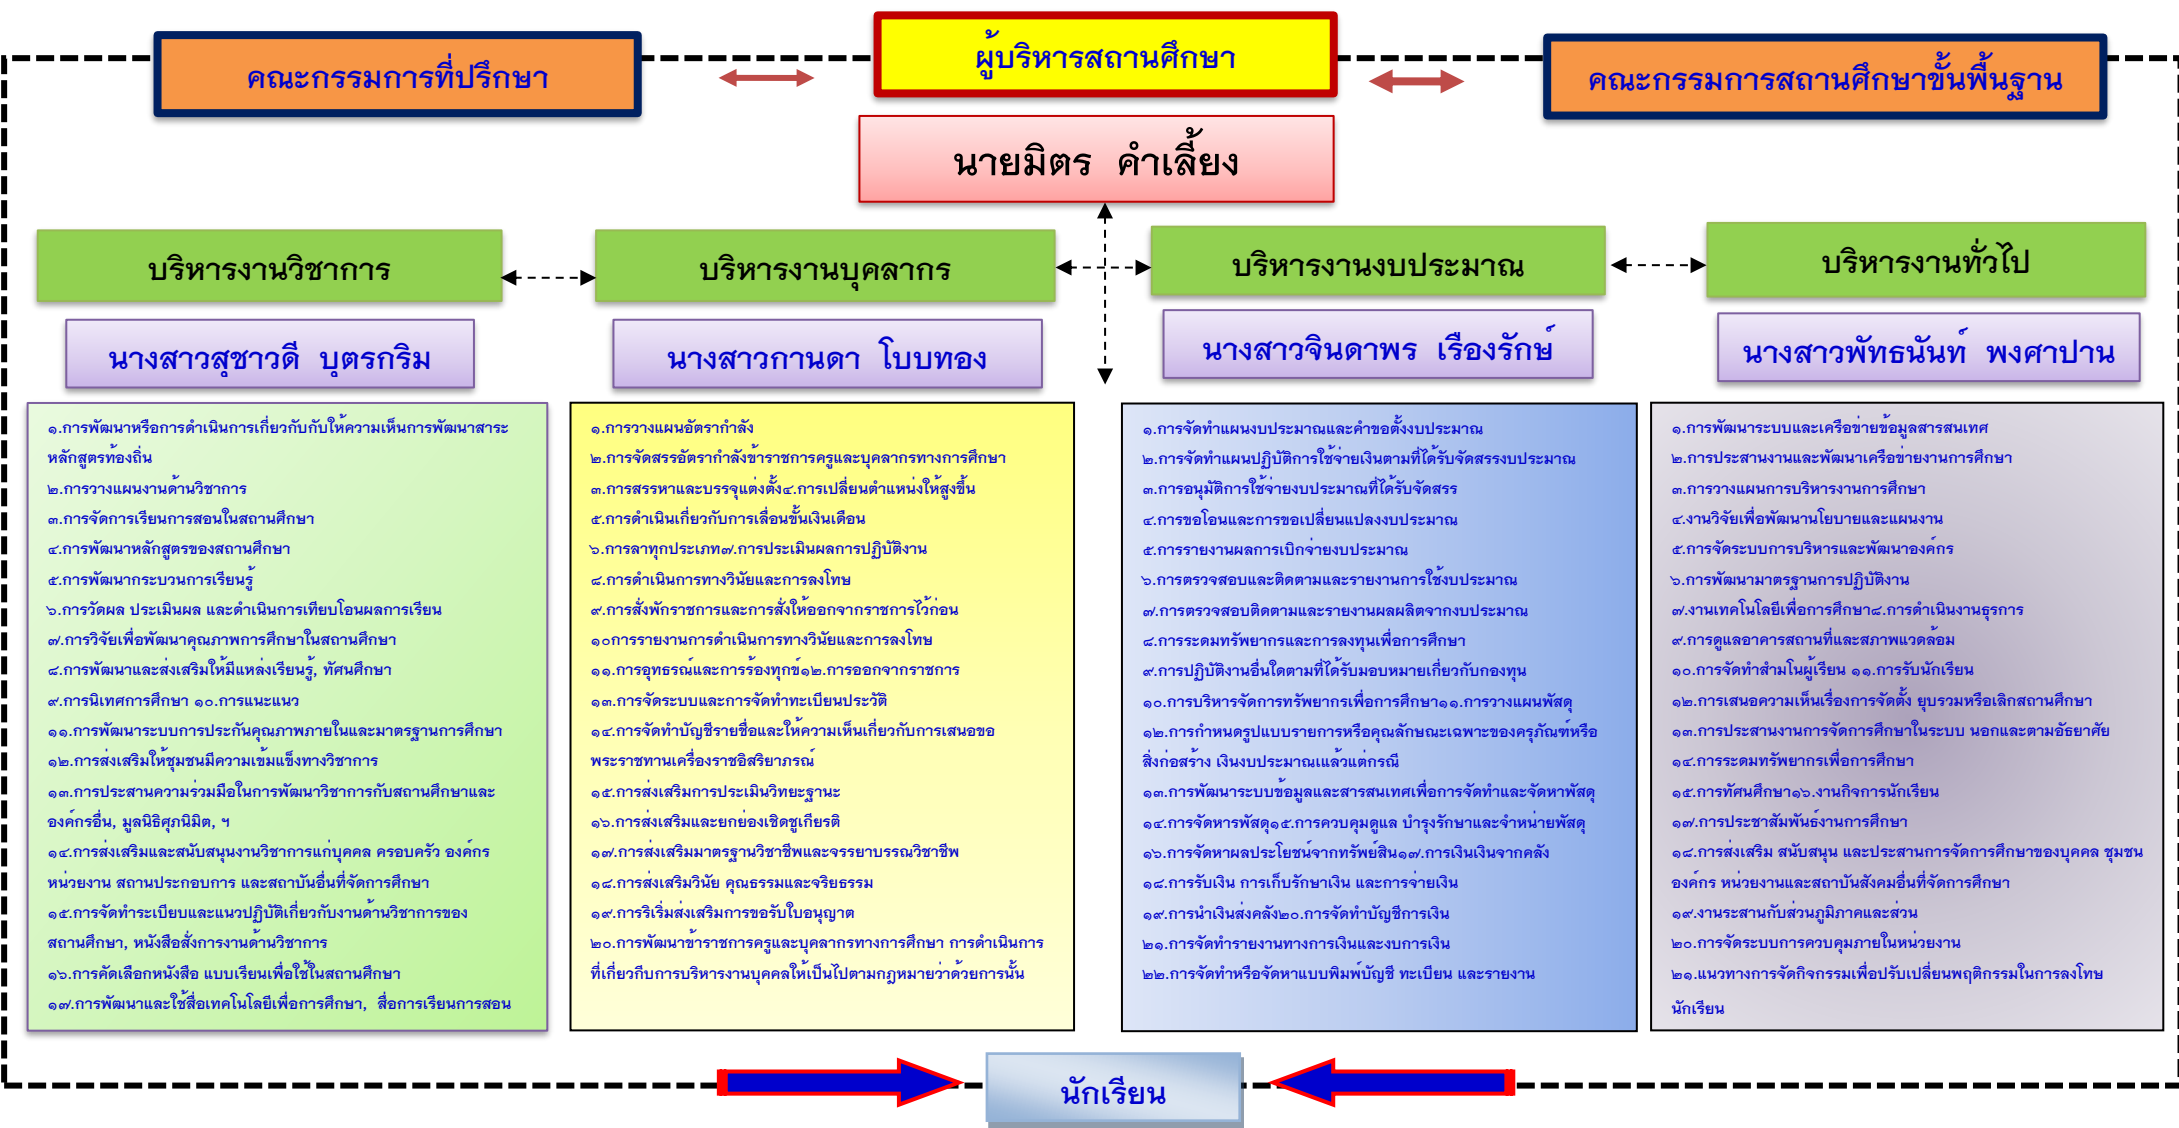 คณะกรรมการที่ปรึกษา
ผู้บริหารสถานศึกษา
คณะกรรมการสถานศึกษาขั้นพื้นฐาน
นายมิตร คำเลี้ยง
บริหารงานวิชาการ
บริหารงานบุคลากร
บริหารงานงบประมาณ
บริหารงานทั่วไป
นางสาวสุชาวดี บุตรกริม
นางสาวกานดา โบบทอง
นางสาวจินดาพร เรืองรักษ์
นางสาวพัทธนันท์ พงศาปาน
๑.การพัฒนาหรือการดำเนินการเกี่ยวกับกับให้ความเห็นการพัฒนาสาระ
หลักสูตรท้องถิ่น
๒.การวางแผนงานด้านวิชาการ
๓.การจัดการเรียนการสอนในสถานศึกษา
๔.การพัฒนาหลักสูตรของสถานศึกษา
๕.การพัฒนากระบวนการเรียนรู้
๖.การวัดผล ประเมินผล และดำเนินการเทียบโอนผลการเรียน
๗.การวิจัยเพื่อพัฒนาคุณภาพการศึกษาในสถานศึกษา
๘.การพัฒนาและส่งเสริมให้มีแหล่งเรียนรู้, ทัศนศึกษา
๙.การนิเทศการศึกษา ๑๐.การแนะแนว
๑๑.การพัฒนาระบบการประกันคุณภาพภายในและมาตรฐานการศึกษา
๑๒.การส่งเสริมให้ชุมชนมีความเข้มแข็งทางวิชาการ
๑๓.การประสานความร่วมมือในการพัฒนาวิชาการกับสถานศึกษาและ
องค์กรอื่น, มูลนิธิศุภนิมิต, ฯ
๑๔.การส่งเสริมและสนับสนุนงานวิชาการแก่บุคคล ครอบครัว องค์กร
หน่วยงาน สถานประกอบการ และสถาบันอื่นที่จัดการศึกษา
๑๕.การจัดทำระเบียบและแนวปฏิบัติเกี่ยวกับงานด้านวิชาการของ
สถานศึกษา, หนังสือสั่งการงานด้านวิชาการ
๑๖.การคัดเลือกหนังสือ แบบเรียนเพื่อใช้ในสถานศึกษา
๑๗.การพัฒนาและใช้สื่อเทคโนโลยีเพื่อการศึกษา, สื่อการเรียนการสอน
๑.การวางแผนอัตรากำลัง
๒.การจัดสรรอัตรากำลังข้าราชการครูและบุคลากรทางการศึกษา
๓.การสรรหาและบรรจุแต่งตั้ง๔.การเปลี่ยนตำแหน่งให้สูงขึ้น
๕.การดำเนินเกี่ยวกับการเลื่อนขั้นเงินเดือน
๖.การลาทุกประเภท๗.การประเมินผลการปฏิบัติงาน
๘.การดำเนินการทางวินัยและการลงโทษ
๙.การสั่งพักราชการและการสั่งให้ออกจากราชการไว้ก่อน
๑๐การรายงานการดำเนินการทางวินัยและการลงโทษ
๑๑.การอุทธรณ์และการร้องทุกข์๑๒.การออกจากราชการ
๑๓.การจัดระบบและการจัดทำทะเบียนประวัติ
๑๔.การจัดทำบัญชีรายชื่อและให้ความเห็นเกี่ยวกับการเสนอขอ
พระราชทานเครื่องราชอิสริยาภรณ์
๑๕.การส่งเสริมการประเมินวิทยะฐานะ
๑๖.การส่งเสริมและยกย่องเชิดชูเกียรติ
๑๗.การส่งเสริมมาตรฐานวิชาชีพและจรรยาบรรณวิชาชีพ
๑๘.การส่งเสริมวินัย คุณธรรมและจริยธรรม
๑๙.การริเริ่มส่งเสริมการขอรับใบอนุญาต
๒๐.การพัฒนาข้าราชการครูและบุคลากรทางการศึกษา การดำเนินการ
ที่เกี่ยวกีบการบริหารงานบุคคลให้เป็นไปตามกฎหมายว่าด้วยการนั้น
๑.การจัดทำแผนงบประมาณและคำขอตั้งงบประมาณ
๒.การจัดทำแผนปฏิบัติการใช้จ่ายเงินตามที่ได้รับจัดสรรงบประมาณ
๓.การอนุมัติการใช้จ่ายงบประมาณที่ได้รับจัดสรร
๔.การขอโอนและการขอเปลี่ยนแปลงงบประมาณ
๕.การรายงานผลการเบิกจ่ายงบประมาณ
๖.การตรวจสอบและติดตามและรายงานการใช้งบประมาณ
๗.การตรวจสอบติดตามและรายงานผลผลิตจากงบประมาณ
๘.การระดมทรัพยากรและการลงทุนเพื่อการศึกษา
๙.การปฏิบัติงานอื่นใดตามที่ได้รับมอบหมายเกี่ยวกับกองทุน
๑๐.การบริหารจัดการทรัพยากรเพื่อการศึกษา๑๑.การวางแผนพัสดุ
๑๒.การกำหนดรูปแบบรายการหรือคุณลักษณะเฉพาะของครุภัณฑ์หรือ
สิ่งก่อสร้าง เงินงบประมาณแล้วแต่กรณี
๑๓.การพัฒนาระบบข้อมูลและสารสนเทศเพื่อการจัดทำและจัดหาพัสดุ
๑๔.การจัดหารพัสดุ๑๕.การควบคุมดูแล บำรุงรักษาและจำหน่ายพัสดุ
๑๖.การจัดหาผลประโยชน์จากทรัพย์สิน๑๗.การเงินเงินจากคลัง
๑๘.การรับเงิน การเก็บรักษาเงิน และการจ่ายเงิน
๑๙.การนำเงินส่งคลัง๒๐.การจัดทำบัญชีการเงิน
๒๑.การจัดทำรายงานทางการเงินและงบการเงิน
๒๒.การจัดทำหรือจัดหาแบบพิมพ์บัญชี ทะเบียน และรายงาน
๑.การพัฒนาระบบและเครือข่ายข้อมูลสารสนเทศ
๒.การประสานงานและพัฒนาเครือข่ายงานการศึกษา
๓.การวางแผนการบริหารงานการศึกษา
๔.งานวิจัยเพื่อพัฒนานโยบายและแผนงาน
๕.การจัดระบบการบริหารและพัฒนาองค์กร
๖.การพัฒนามาตรฐานการปฏิบัติงาน
๗.งานเทคโนโลยีเพื่อการศึกษา๘.การดำเนินงานธุรการ
๙.การดูแลอาคารสถานที่และสภาพแวดล้อม
๑๐.การจัดทำสำมโนผู้เรียน ๑๑.การรับนักเรียน
๑๒.การเสนอความเห็นเรื่องการจัดตั้ง ยุบรวมหรือเลิกสถานศึกษา
๑๓.การประสานงานการจัดการศึกษาในระบบ นอกและตามอัธยาศัย
๑๔.การระดมทรัพยากรเพื่อการศึกษา
๑๕.การทัศนศึกษา๑๖.งานกิจการนักเรียน
๑๗.การประชาสัมพันธ์งานการศึกษา
๑๘.การส่งเสริม สนับสนุน และประสานการจัดการศึกษาของบุคคล ชุมชน
องค์กร หน่วยงานและสถาบันสังคมอื่นที่จัดการศึกษา
๑๙.งานระสานกับส่วนภูมิภาคและส่วน
๒๐.การจัดระบบการควบคุมภายในหน่วยงาน
๒๑.แนวทางการจัดกิจกรรมเพื่อปรับเปลี่ยนพฤติกรรมในการลงโทษ
นักเรียน
นักเรียน